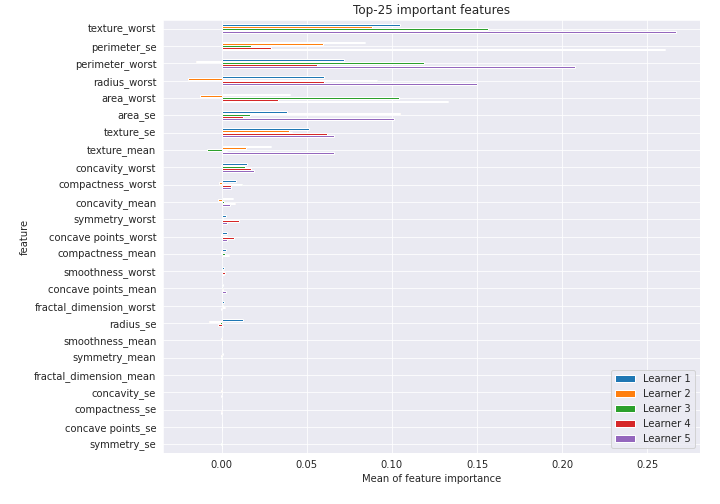 Top-25 important features
texture_worst
perimeter_se
perimeter_worst
radius_worst
area_worst
area_se
texture_se
texture_mean
concavity_worst
compactness_worst
concavity_mean
symmetry_worst
concave points_worst
compactness_mean
smoothness_worst
concave points_mean
fractal_dimension_worst
radius_se
smoothness_mean
symmetry_mean
fractal_dimension_mean
concavity_se
compactness_se
concave points_se
symmetry_se
feature
Learner 1
Learner 2
Learner 3
Learner 4
Learner 5
0.00 0.05 0.10 0.15 0.20 0.25
Mean of feature importance